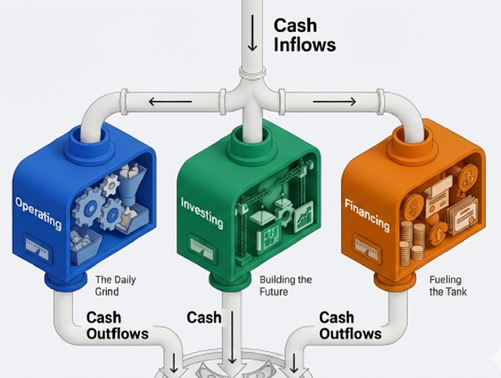 Cash
Inflows
Operating
Investing
Financing
The Daily
Grind
Building the
Future
Fueling
the Tank
Cash
Outflows
Cash
Cash
Outflows